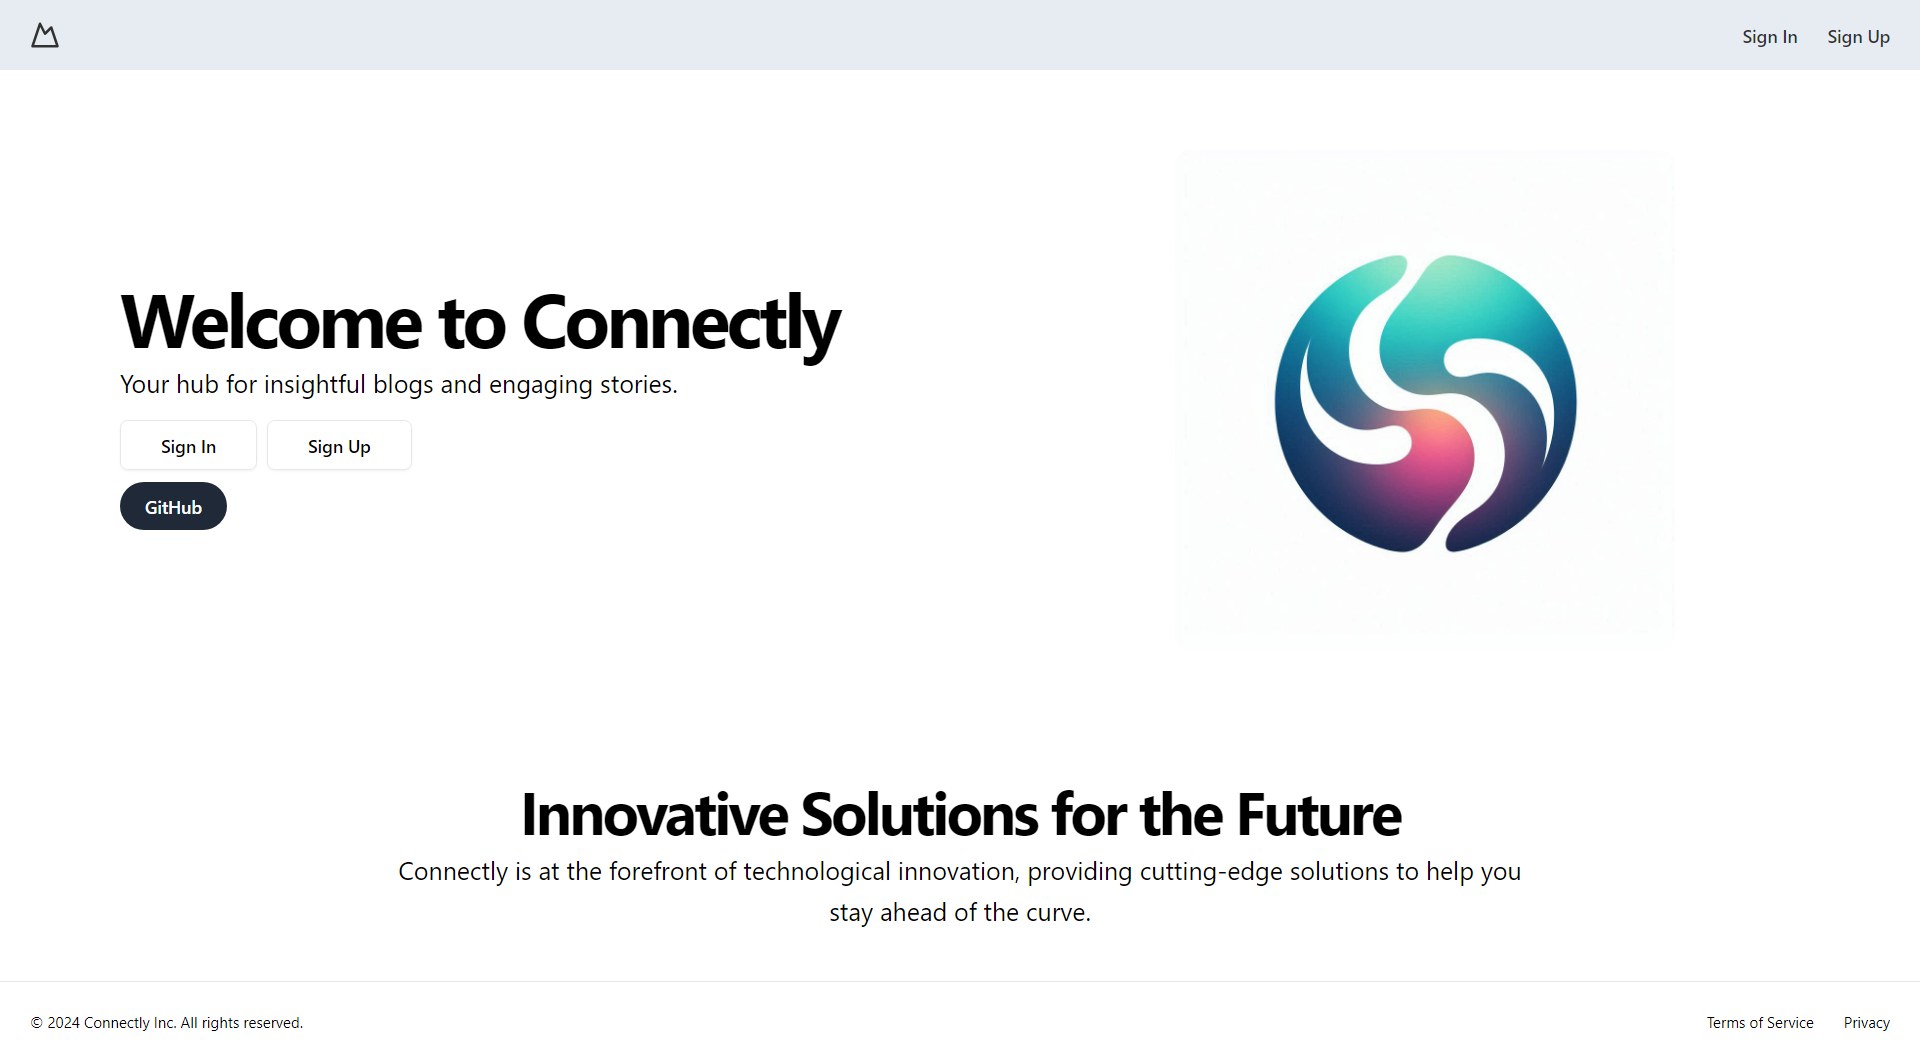 Sign In
Sign Up
Welcome to Connectly
Your hub for insightful blogs and engaging stories.
Sign In
Sign Up
GitHub
Innovative Solutions for the Future
Connectly is at the forefront of technological innovation, providing cutting-edge solutions to help you
stay ahead of the curve.
© 2024 Connectly Inc. All rights reserved.
Terms of Service
Privacy